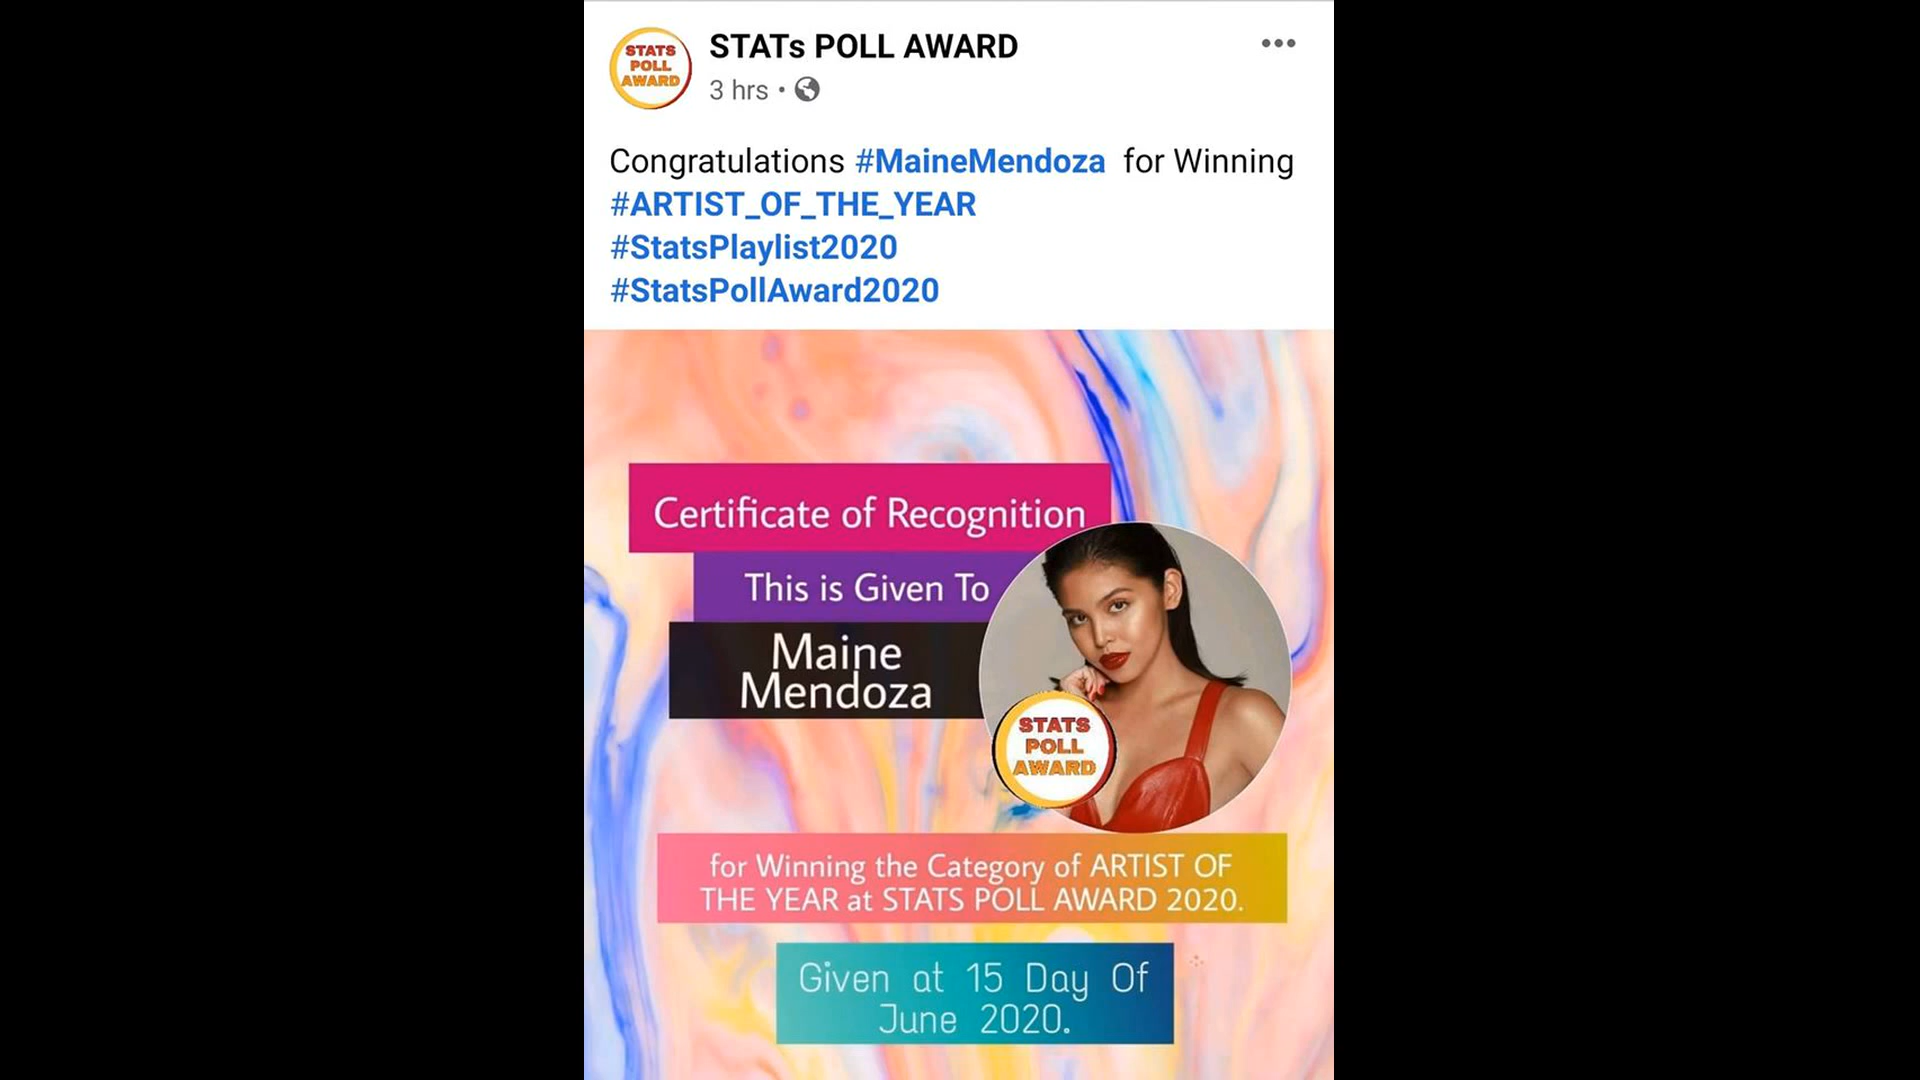 STATS
POLL
AWARD
STATs POLL AWARD
3 hrs •
Congratulations #MaineMendoza for Winning
#ARTIST_OF_THE_YEAR
#StatsPlaylist2020
#StatsPollAward2020
Certificate of Recognition
This is Given To
Maine
Mendoza
STATS
POLL
AWARD
for Winning the Category of ARTIST OF
THE YEAR at STATS POLL AWARD 2020.
Given at 15 Day Of
June 2020.